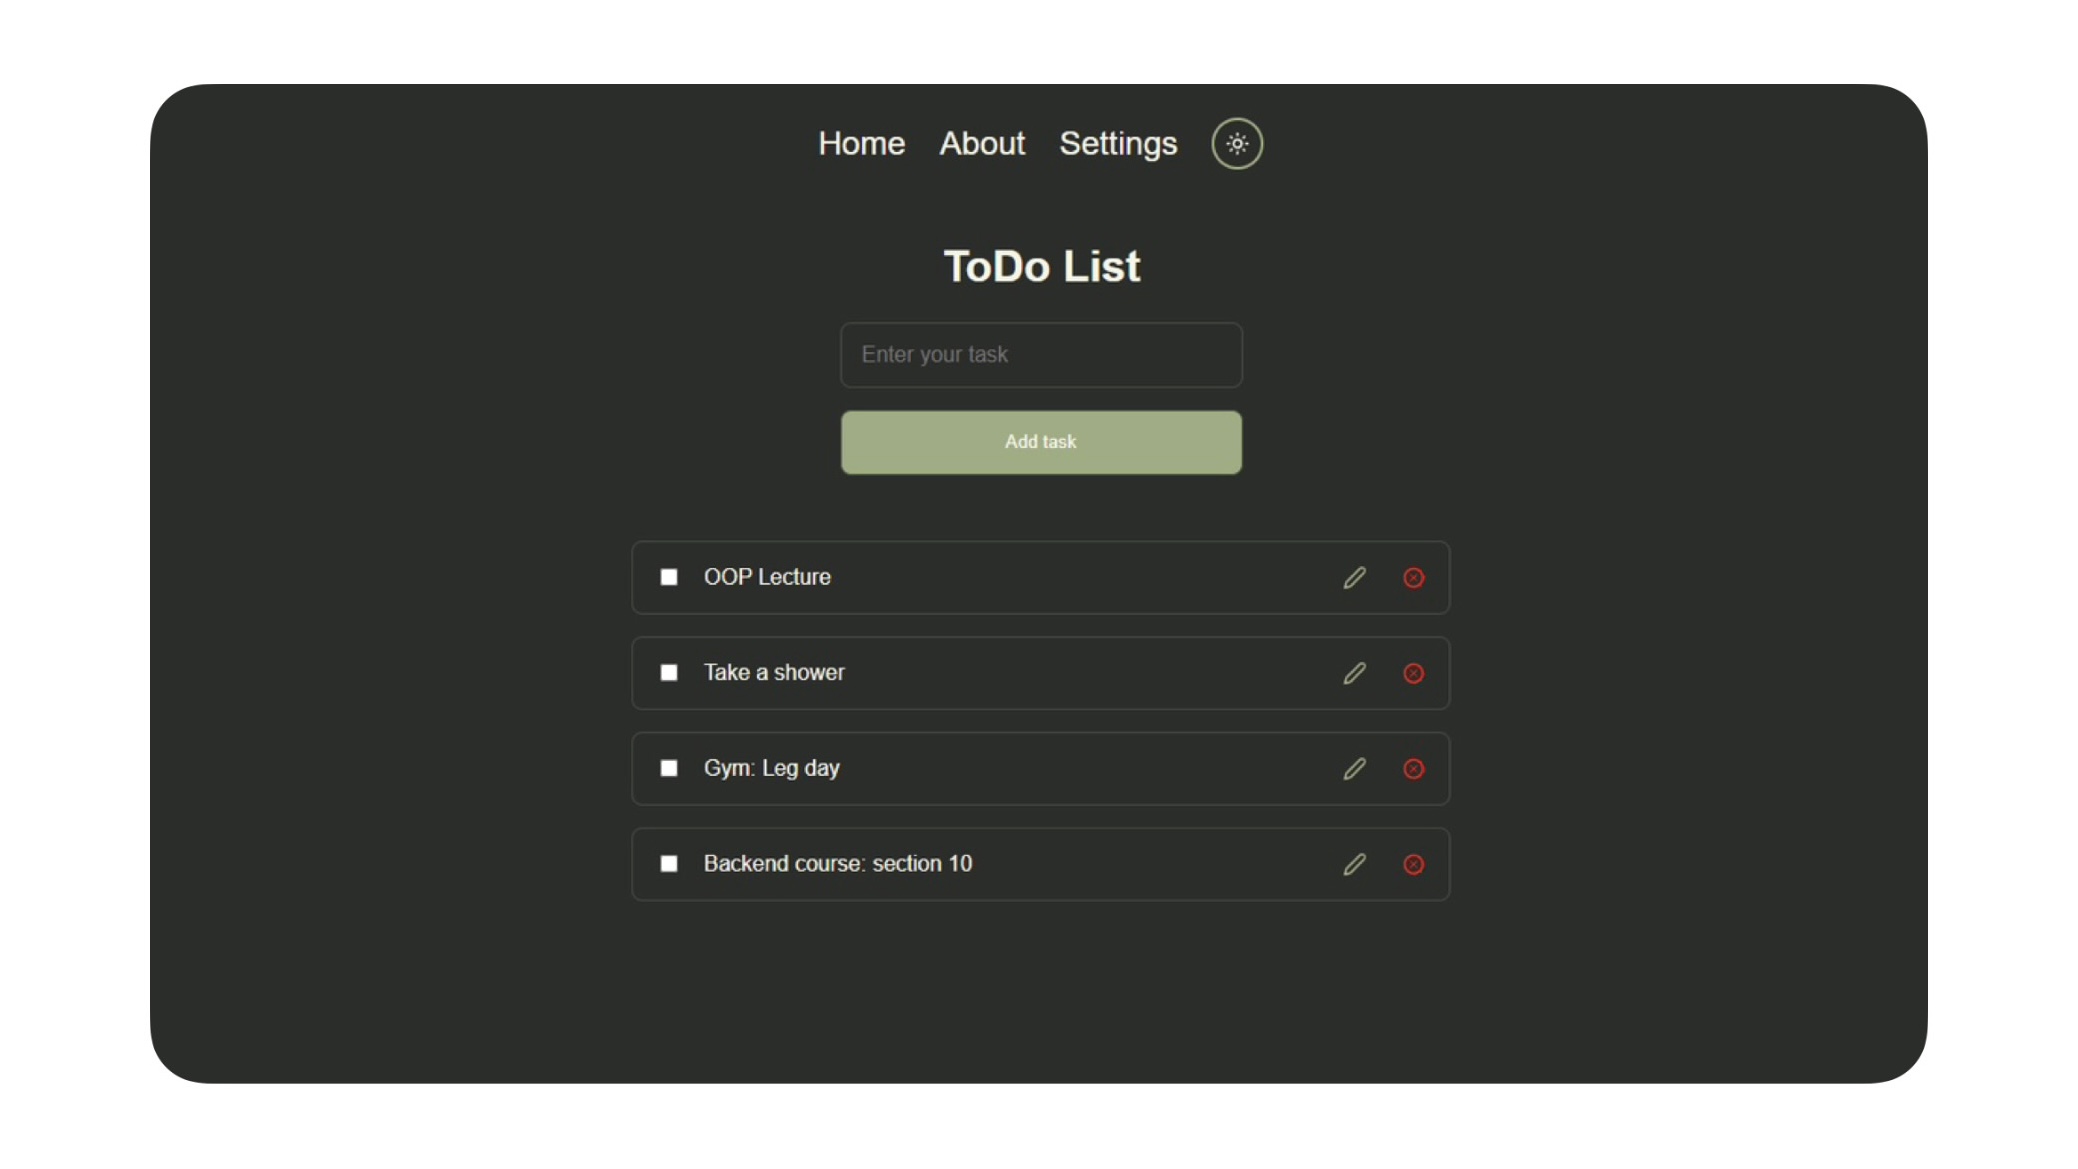 Home About Settings
ToDo List
Enter your task
Add task
OOP Lecture
Take a shower
Gym: Leg day
Backend course: section 10